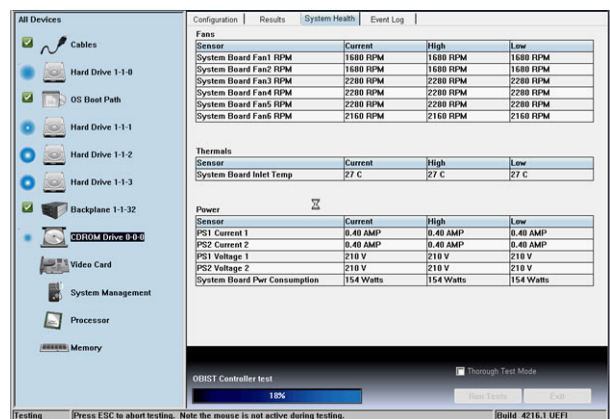 All Devices
Cables
Hard Drive 1-1-0
OS Boot Path
Hard Drive 1-1-1
Hard Drive 1-1-2
Hard Drive 1-1-3
Backplane 1-1-32
CDROM Drive 0-0-0
Video Card
System Management
Processor
Memory
Configuration Results System Health Event Log
Fans
Sensor Current High Low
System Board Fan1 RPM 1680 RPM 1680 RPM 1680 RPM
System Board Fan2 RPM 1680 RPM 1680 RPM 1680 RPM
System Board Fan3 RPM 2280 RPM 2280 RPM 2280 RPM
System Board Fan4 RPM 2280 RPM 2280 RPM 2280 RPM
System Board Fan5 RPM 2280 RPM 2280 RPM 2280 RPM
System Board Fan6 RPM 2160 RPM 2160 RPM 2160 RPM
Thermals
Sensor Current High Low
System Board Inlet Temp 27 C 27 C 27 C
Power
Sensor Current High Low
PS1 Current 1 0.40 AMP 0.40 AMP 0.40 AMP
PS2 Current 2 0.40 AMP 0.40 AMP 0.40 AMP
PS1 Voltage 1 210 V 210 V 210 V
PS2 Voltage 2 210 V 210 V 210 V
System Board Pwr Consumption 154 Watts 154 Watts 154 Watts
OBIST Controller test
18%
Thorough Test Mode
Run Tests Exit
Testing Press ESC to abort testing. Note the mouse is not active during testing. Build 4216.1 UEFI